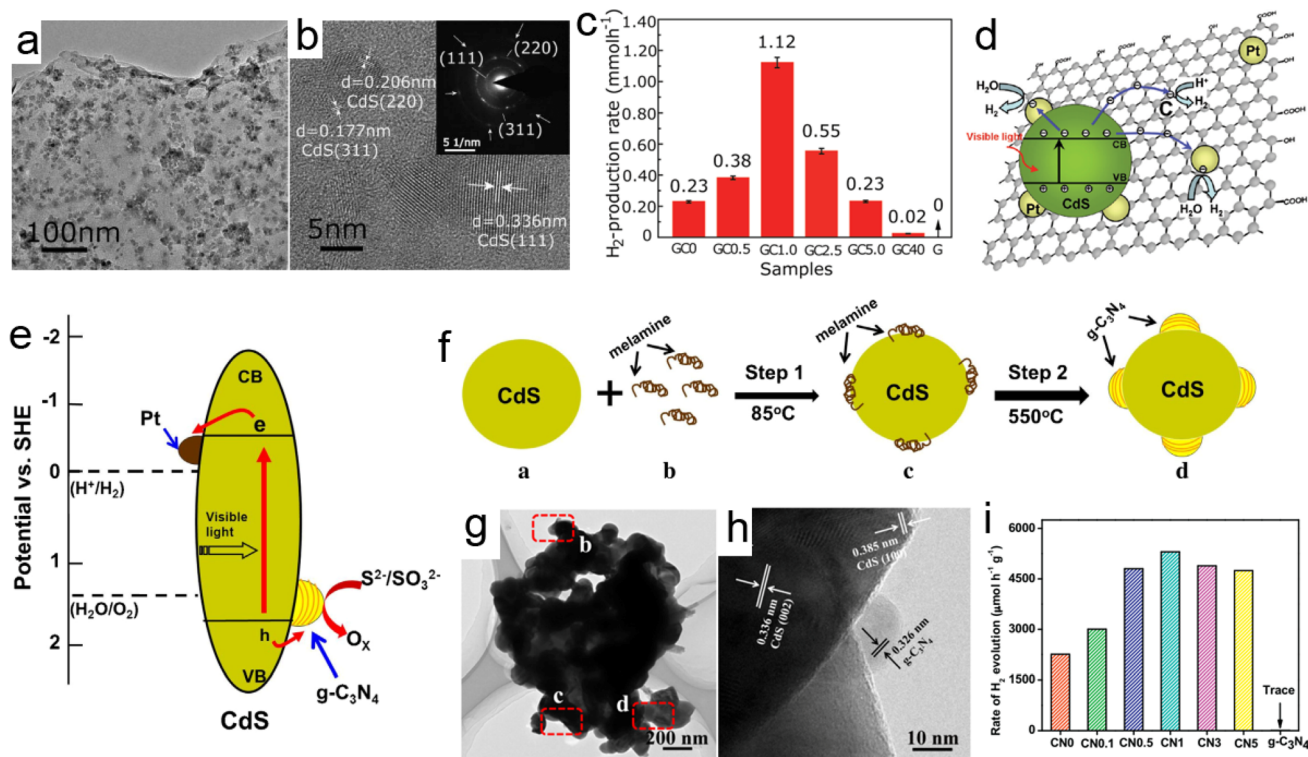 a
100nm
b
d=0.206nm
CdS(220)
d=0.177nm
CdS(311)
(111)
(220)
(311)
5 1/nm
5nm
d=0.336nm
CdS(111)
c
H₂-production rate (mmolh⁻¹)
1.40
1.20
1.00
0.80
0.60
0.40
0.20
0
0.23
0.38
1.12
0.55
0.23
0.02
0
GC0
GC0.5
GC1.0
GC2.5
GC5.0
GC40
G
Samples
d
COOH
OH
Pt
H₂O
H₂
H⁺
H₂
C
Visible light
CB
VB
CdS
Pt
H₂O
H₂
e
Potential vs. SHE
-2
-1
0
1
2
(H⁺/H₂)
(H₂O/O₂)
Pt
CB
e
Visible
light
h
VB
S²⁻/SO₃²⁻
Oₓ
g-C₃N₄
CdS
f
CdS
+
melamine
Step 1
85°C
melamine
CdS
Step 2
550°C
g-C₃N₄
CdS
a
b
c
d
g
b
c
d
200 nm
h
0.385 nm
CdS (100)
0.336 nm
CdS (002)
0.326 nm
g-C₃N₄
10 nm
i
Rate of H₂ evolution (μmol h⁻¹ g⁻¹)
6000
4500
3000
1500
0
Trace
CN0
CN0.1
CN0.5
CN1
CN3
CN5
g-C₃N₄